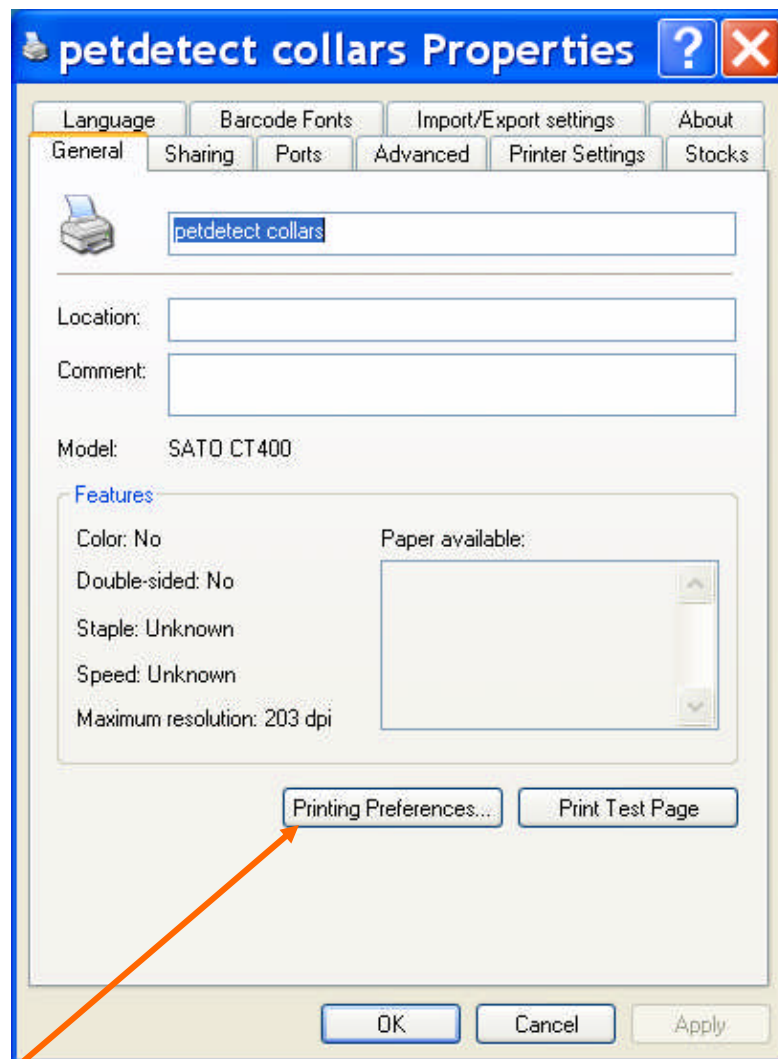 petdetect collars Properties ?
Language Barcode Fonts Import/Export settings About
General Sharing Ports Advanced Printer Settings Stocks
petdetect collars
Location:
Comment:
Model: SATO CT400
Features
Color: No
Paper available:
Double-sided: No
Staple: Unknown
Speed: Unknown
Maximum resolution: 203 dpi
Printing Preferences... Print Test Page
OK Cancel Apply